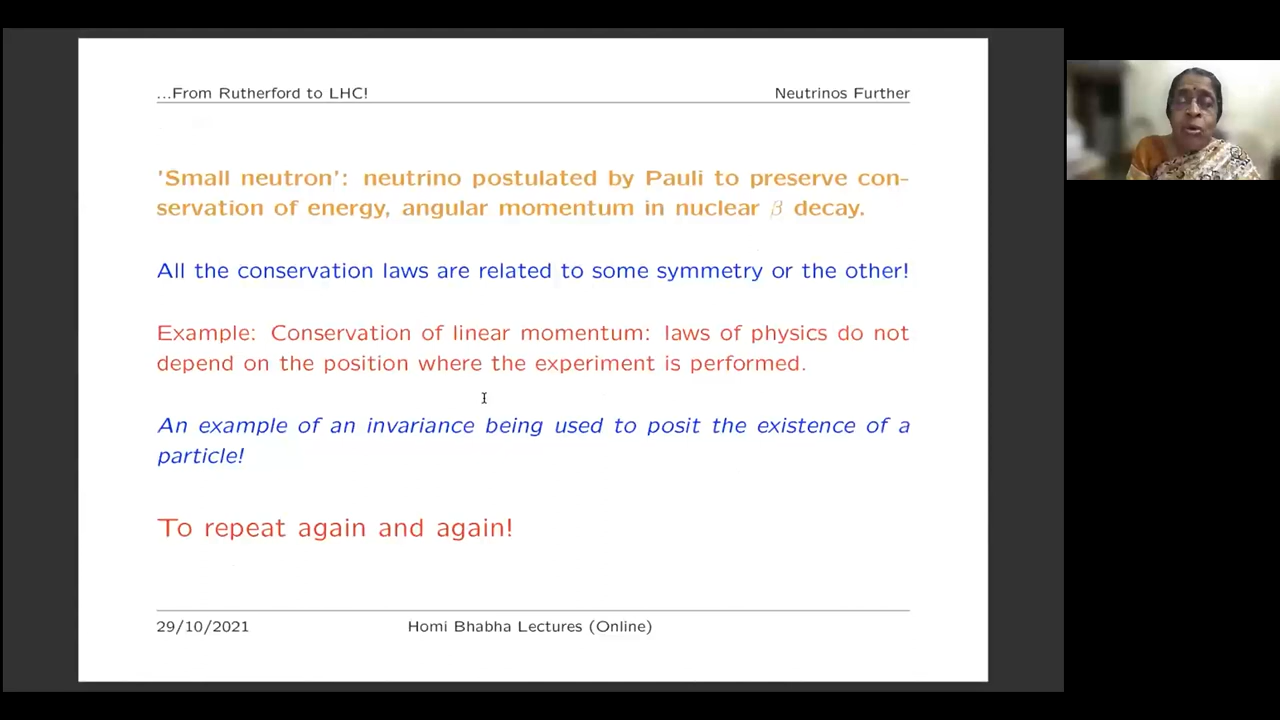 ...From Rutherford to LHC!
Neutrinos Further
'Small neutron': neutrino postulated by Pauli to preserve con-
servation of energy, angular momentum in nuclear β decay.
All the conservation laws are related to some symmetry or the other!
Example: Conservation of linear momentum: laws of physics do not
depend on the position where the experiment is performed.
An example of an invariance being used to posit the existence of a
particle!
To repeat again and again!
29/10/2021
Homi Bhabha Lectures (Online)